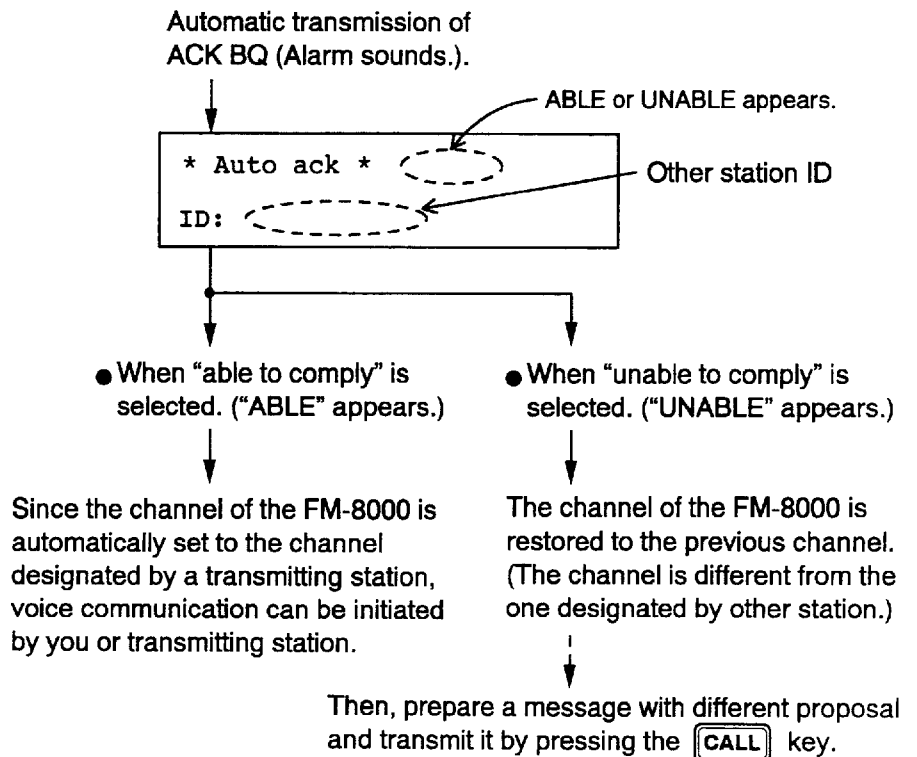 Automatic transmission of
ACK BQ (Alarm sounds.).
ABLE or UNABLE appears.
* Auto ack *
Other station ID
ID:
● When “able to comply” is
selected. (“ABLE” appears.)
● When “unable to comply” is
selected. (“UNABLE” appears.)
Since the channel of the FM-8000 is
automatically set to the channel
designated by a transmitting station,
voice communication can be initiated
by you or transmitting station.
The channel of the FM-8000 is
restored to the previous channel.
(The channel is different from the
one designated by other station.)
Then, prepare a message with different proposal
and transmit it by pressing the CALL key.